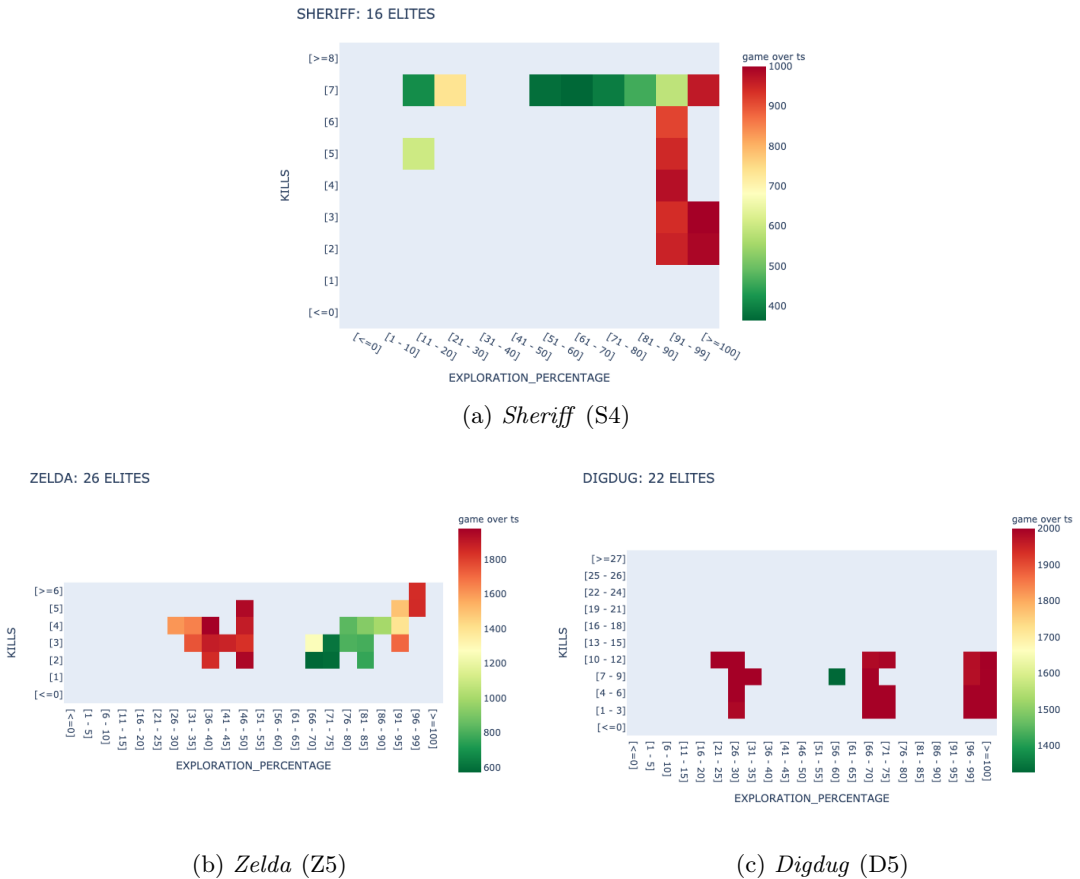 SHERIFF: 16 ELITES
game over ts
[>=8]
[7]
[6]
[5]
[4]
[3]
[2]
[1]
[<=0]
KILLS
1000
900
800
700
600
500
400
[<=0]
[1 - 10]
[11 - 20]
[21 - 30]
[31 - 40]
[41 - 50]
[51 - 60]
[61 - 70]
[71 - 80]
[81 - 90]
[91 - 99]
[>=100]
EXPLORATION_PERCENTAGE
(a) Sheriff (S4)
ZELDA: 26 ELITES
game over ts
[>=6]
[5]
[4]
[3]
[2]
[1]
[<=0]
KILLS
1800
1600
1400
1200
1000
800
600
[<=0]
[1 - 5]
[6 - 10]
[11 - 15]
[16 - 20]
[21 - 25]
[26 - 30]
[31 - 35]
[36 - 40]
[41 - 45]
[46 - 50]
[51 - 55]
[56 - 60]
[61 - 65]
[66 - 70]
[71 - 75]
[76 - 80]
[81 - 85]
[86 - 90]
[91 - 95]
[96 - 99]
[>=100]
EXPLORATION_PERCENTAGE
(b) Zelda (Z5)
DIGDUG: 22 ELITES
game over ts
[>=27]
[25 - 26]
[22 - 24]
[19 - 21]
[16 - 18]
[13 - 15]
[10 - 12]
[7 - 9]
[4 - 6]
[1 - 3]
[<=0]
KILLS
2000
1900
1800
1700
1600
1500
1400
[<=0]
[1 - 5]
[6 - 10]
[11 - 15]
[16 - 20]
[21 - 25]
[26 - 30]
[31 - 35]
[36 - 40]
[41 - 45]
[46 - 50]
[51 - 55]
[56 - 60]
[61 - 65]
[66 - 70]
[71 - 75]
[76 - 80]
[81 - 85]
[86 - 90]
[91 - 95]
[96 - 99]
[>=100]
EXPLORATION_PERCENTAGE
(c) Digdug (D5)